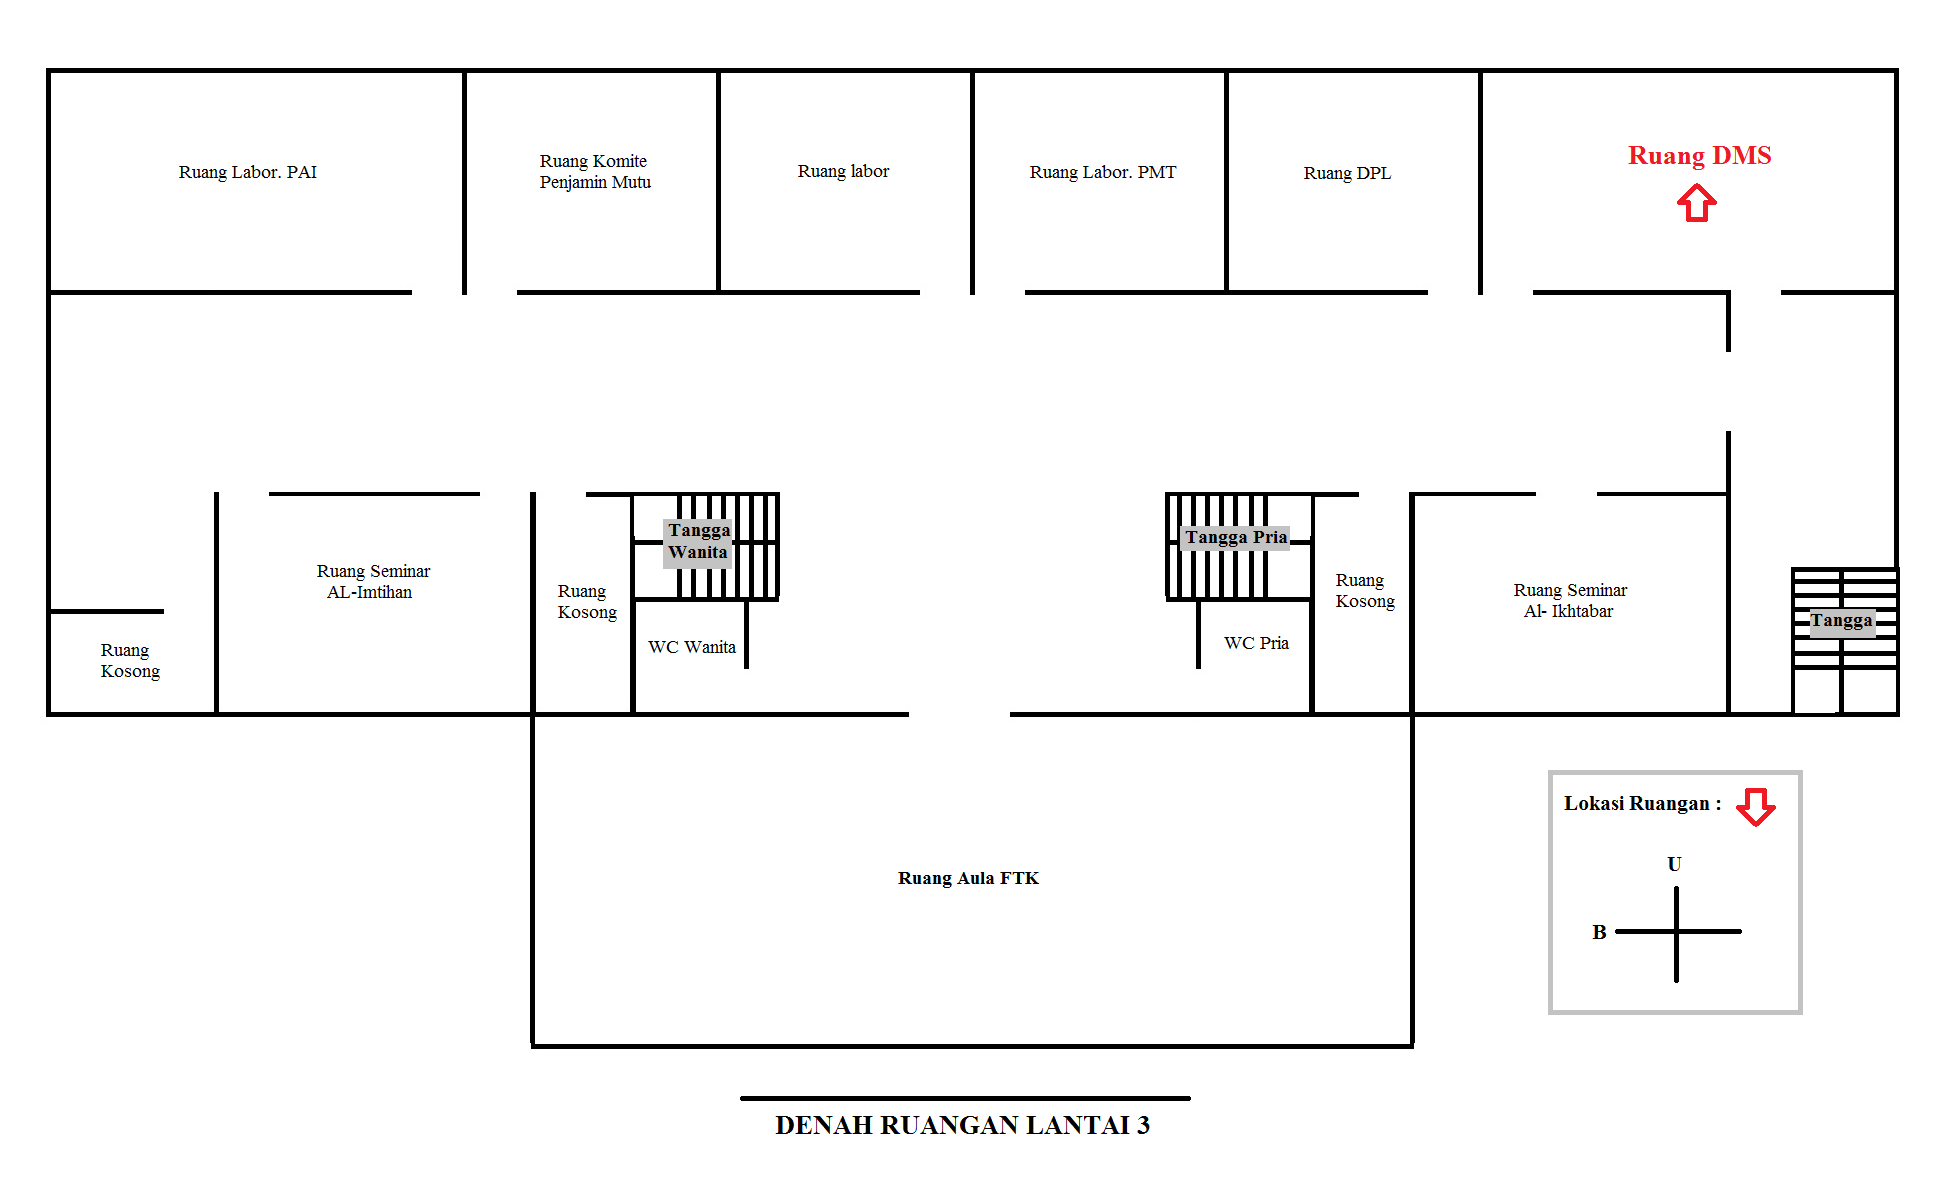 Ruang Labor. PAI
Ruang Komite
Penjamin Mutu
Ruang labor
Ruang Labor. PMT
Ruang DPL
Ruang DMS
Ruang
Kosong
Ruang Seminar
AL-Imtihan
Ruang
Kosong
Tangga
Wanita
WC Wanita
Tangga Pria
WC Pria
Ruang
Kosong
Ruang Seminar
Al- Ikhtabar
Tangga
Ruang Aula FTK
Lokasi Ruangan :
U
B
DENAH RUANGAN LANTAI 3